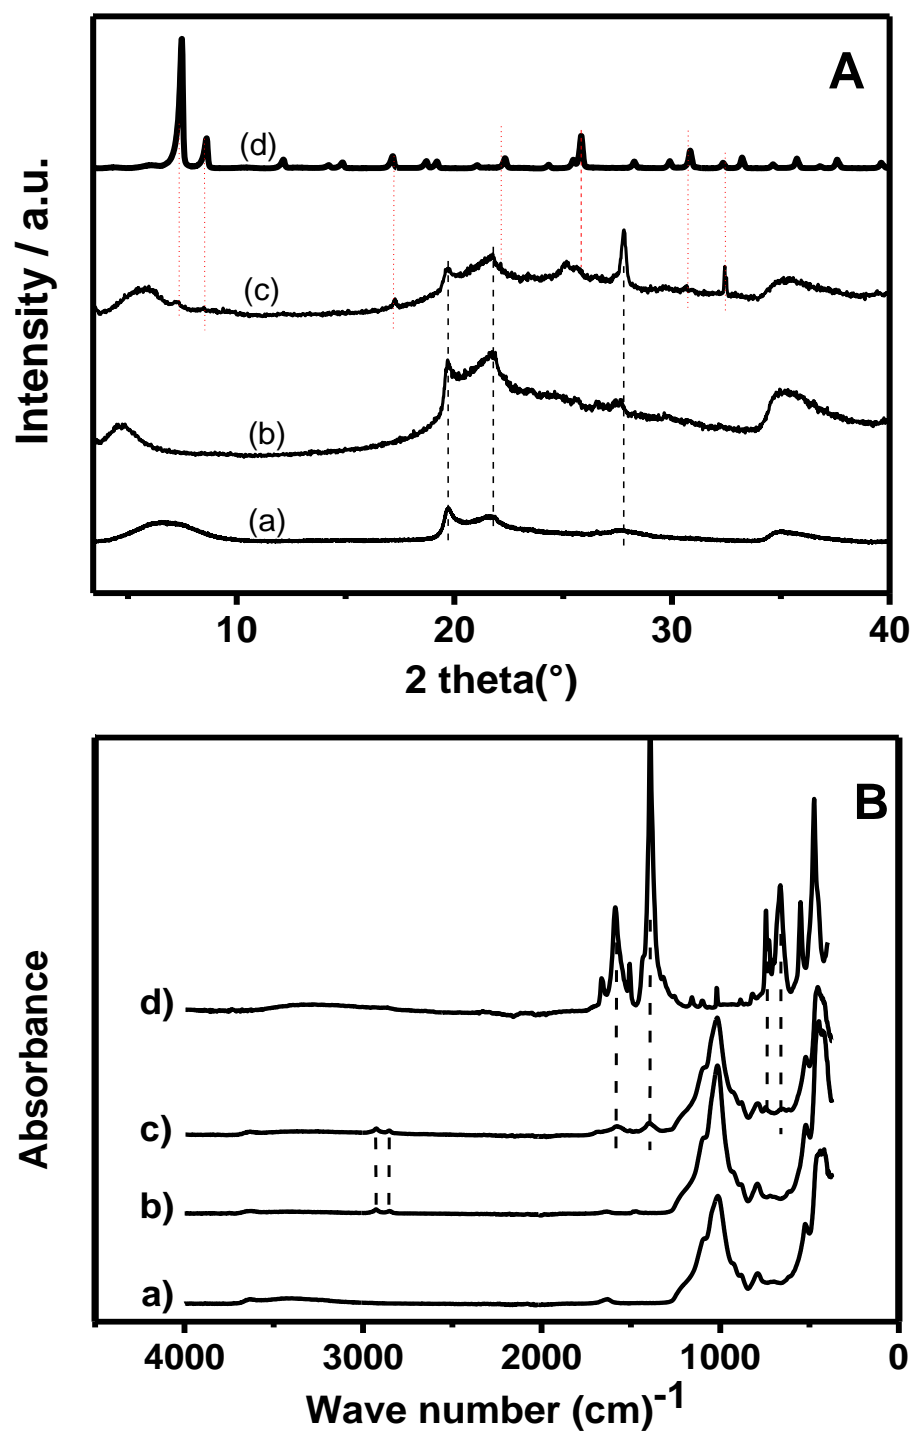 A
(d)
(c)
(b)
(a)
Intensity / a.u.
10 20 30 40
2 theta(°)
B
d)
c)
b)
a)
Absorbance
4000 3000 2000 1000 0
Wave number (cm)-1